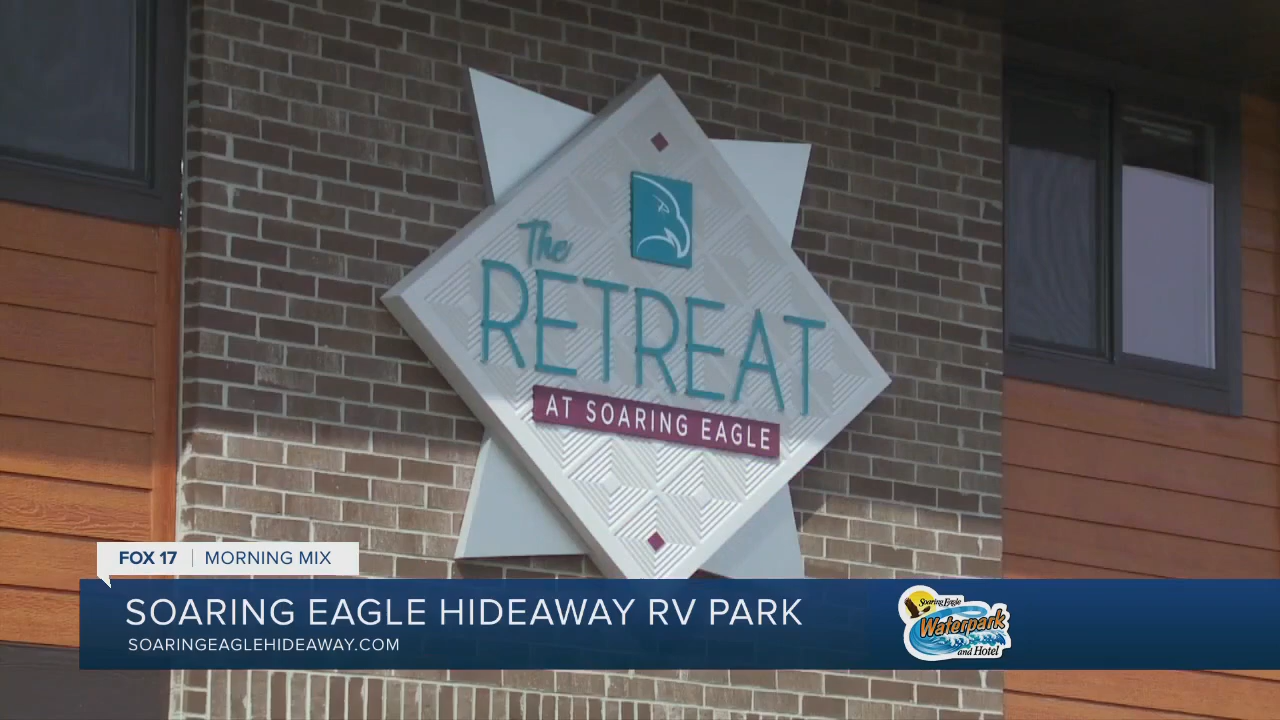 The
RETREAT
AT SOARING EAGLE
FOX 17 | MORNING MIX
SOARING EAGLE HIDEAWAY RV PARK
SOARINGEAGLEHIDEAWAY.COM
Soaring Eagle
Waterpark
and Hotel